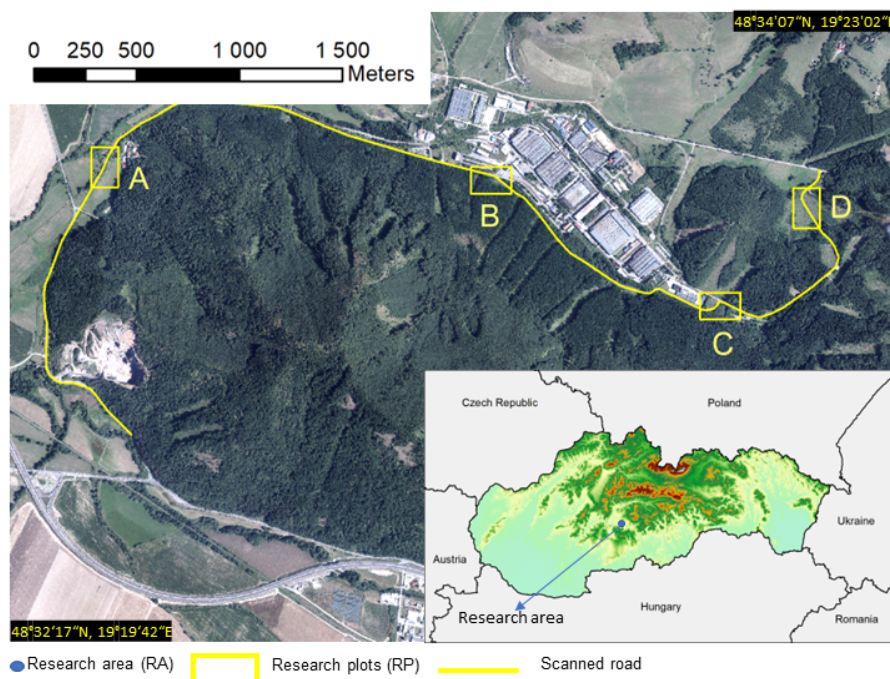 48°34'07“N, 19°23'02“E
0 250 500 1 000 1 500
Meters
A
B
C
D
Czech Republic
Poland
Ukraine
Austria
Research area
Hungary
Romania
48°32'17“N, 19°19'42“E
Research area (RA) Research plots (RP) Scanned road